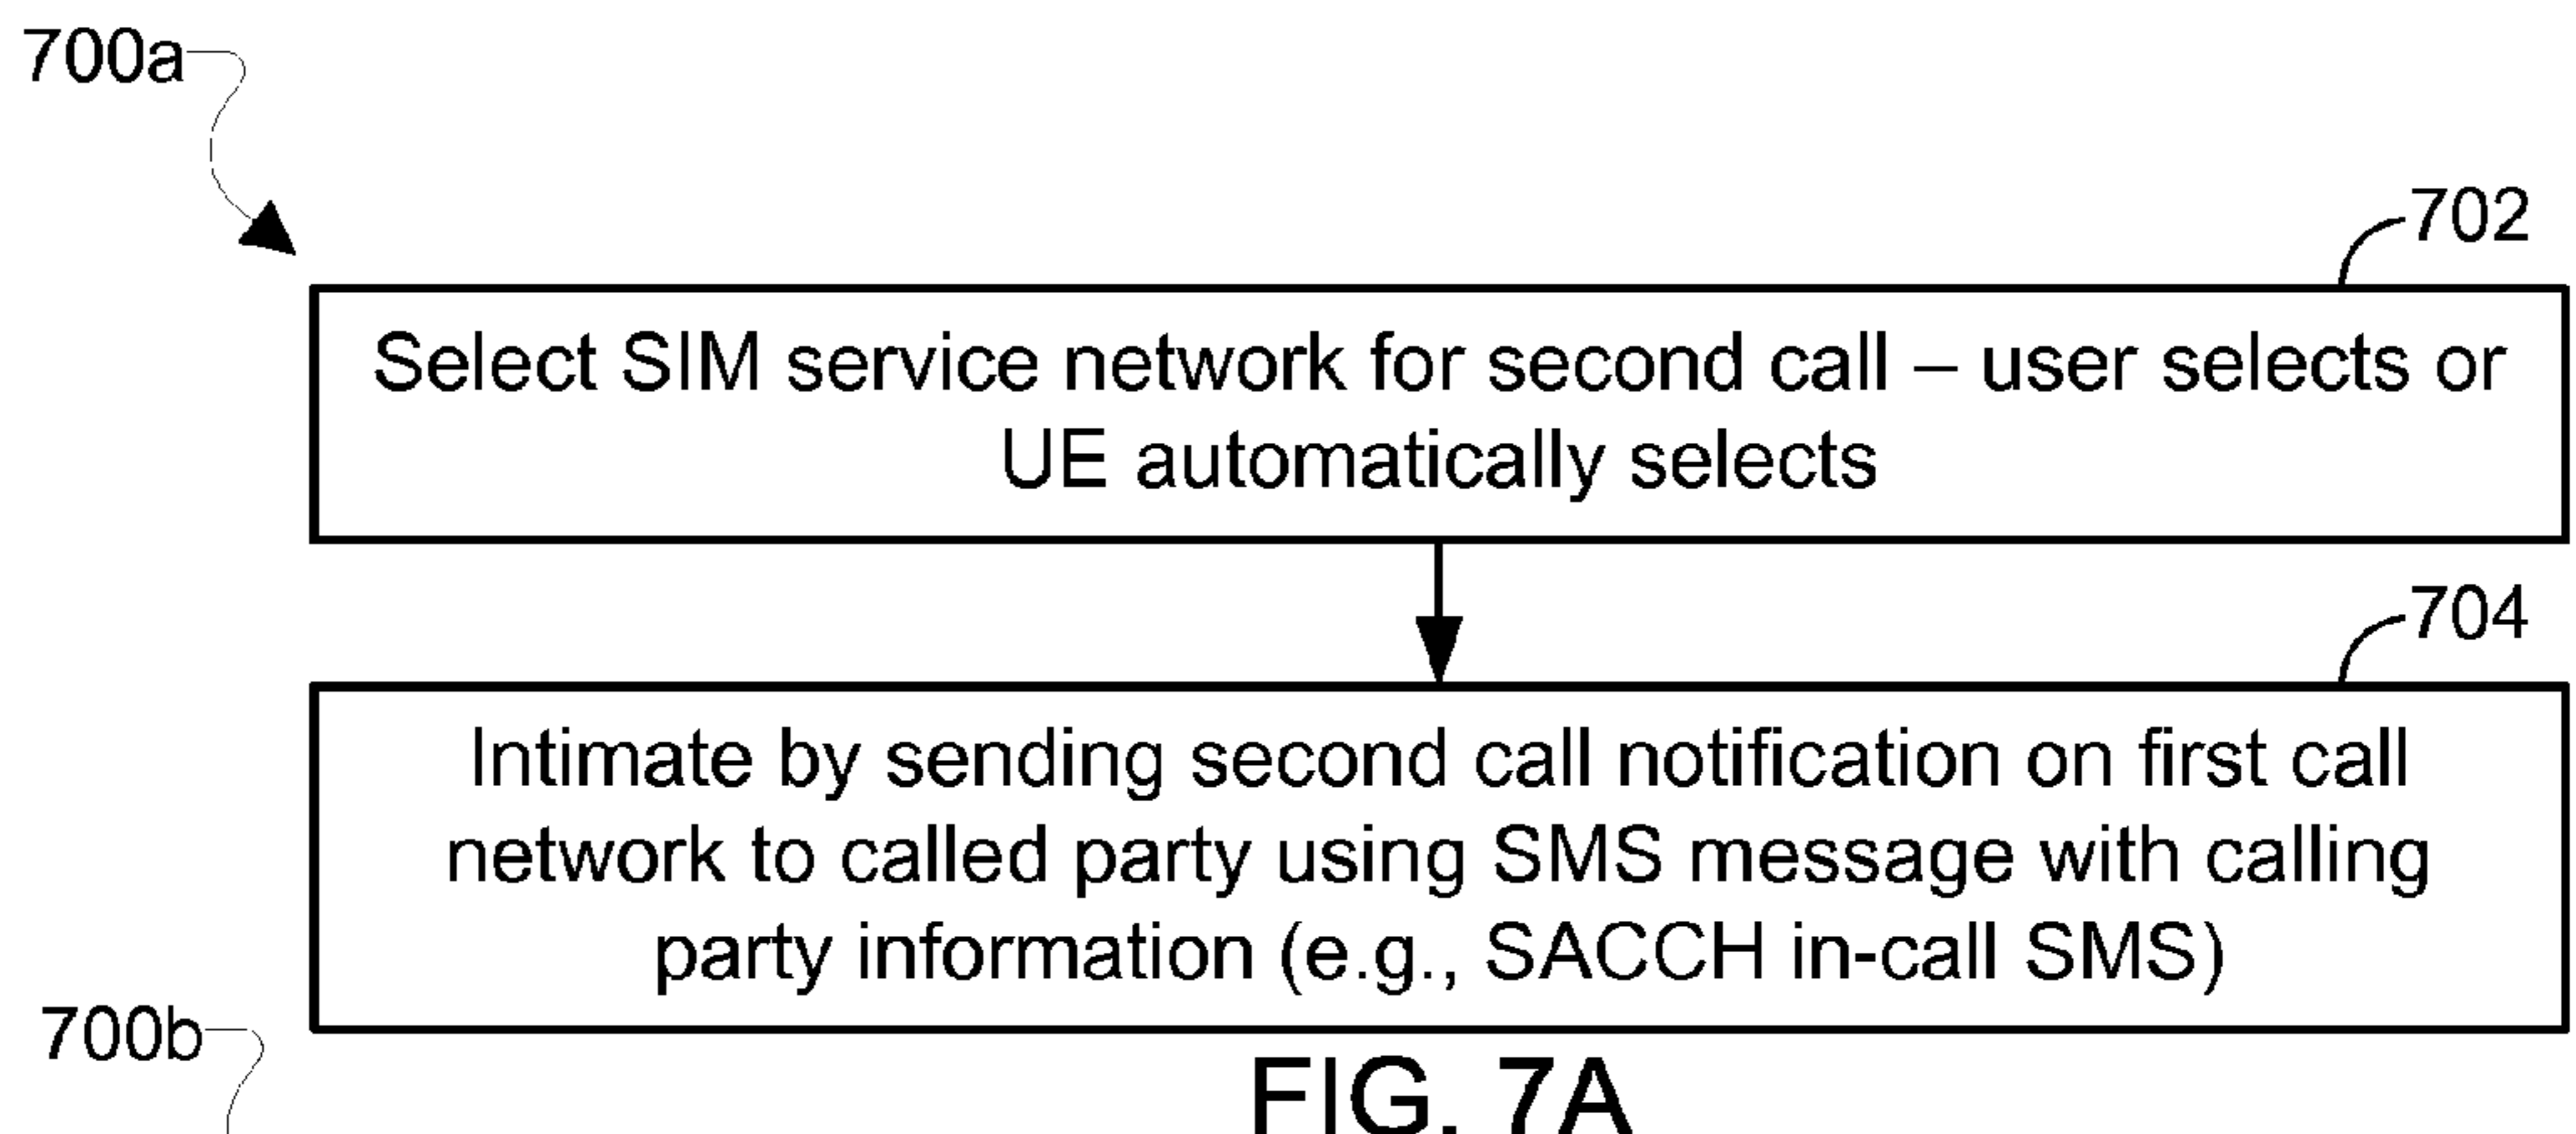 700a
702
Select SIM service network for second call – user selects or
UE automatically selects
704
Intimate by sending second call notification on first call
network to called party using SMS message with calling
party information (e.g., SACCH in-call SMS)
700b
FIG. 7A